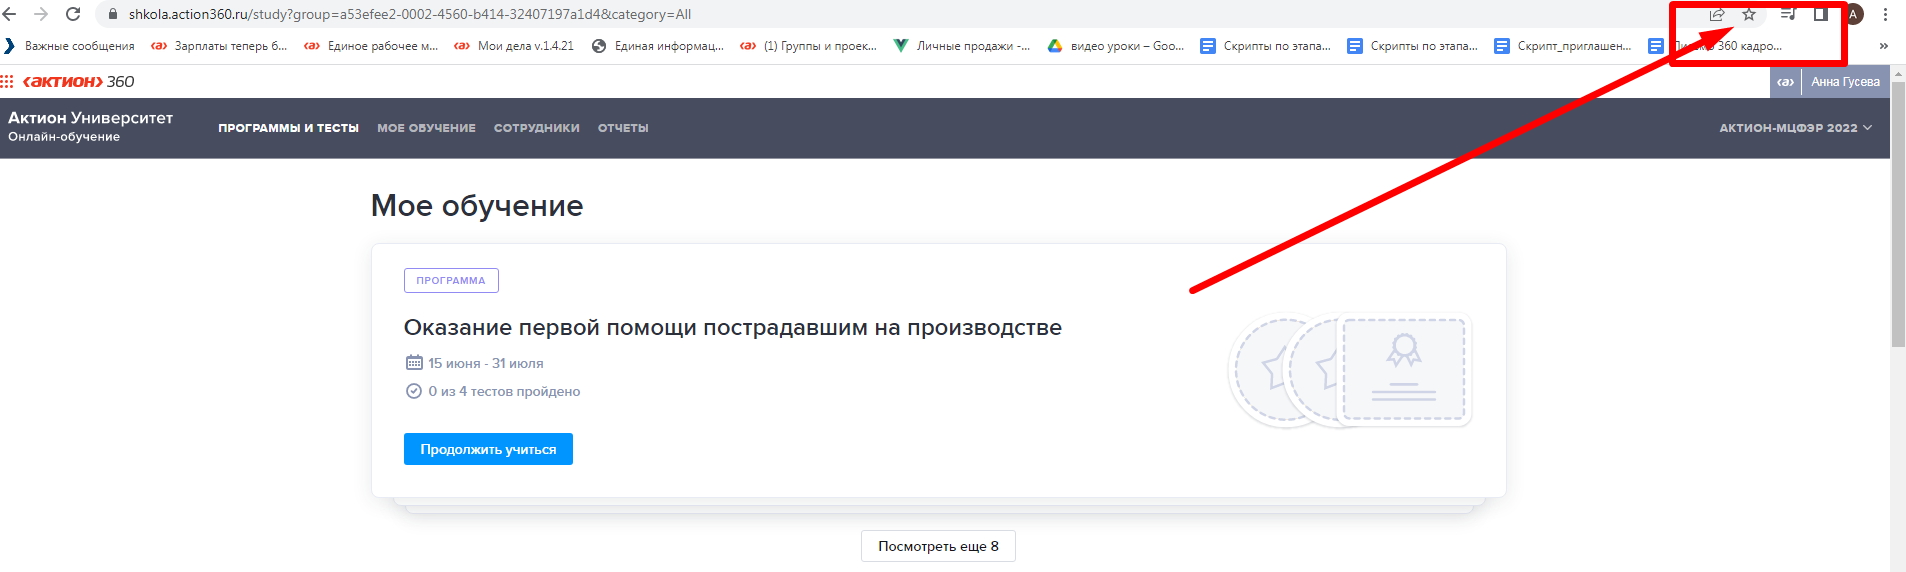 shkola.action360.ru/study?group=a53efee2-0002-4560-b414-32407197a1d4&category=All
A
Важные сообщения
Зарплаты теперь б...
Единое рабочее м...
Мои дела v.1.4.21
Единая информац...
(1) Группы и проек...
Личные продажи -...
видео уроки – Goo...
Скрипты по этапа...
Скрипты по этапа...
Скрипт_приглашен...
360 кадро...
актион 360
Анна Гусева
Актион Университет
Онлайн-обучение
ПРОГРАММЫ И ТЕСТЫ
МОЕ ОБУЧЕНИЕ
СОТРУДНИКИ
ОТЧЕТЫ
АКТИОН-МЦФЭР 2022
Мое обучение
ПРОГРАММА
Оказание первой помощи пострадавшим на производстве
15 июня - 31 июля
0 из 4 тестов пройдено
Продолжить учиться
Посмотреть еще 8